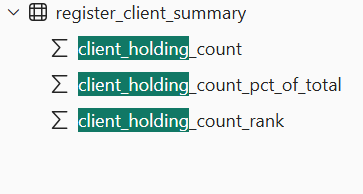 register_client_summary
client_holding_count
client_holding_count_pct_of_total
client_holding_count_rank